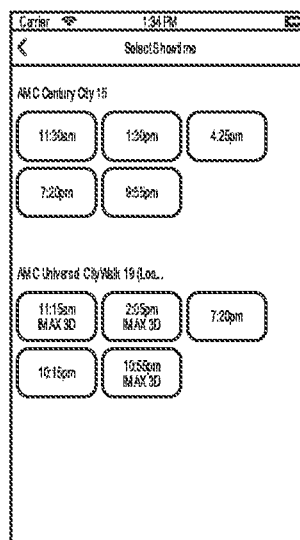 Carrier 1:34 PM
Select Showtime
AMC Century City 15
11:30am 1:30pm 4:25pm
7:20pm 9:55pm
AMC Universal CityWalk 19 (Los...
11:15am 2:05pm 7:20pm
IMAX 3D IMAX 3D
10:15pm 10:55pm
IMAX 3D